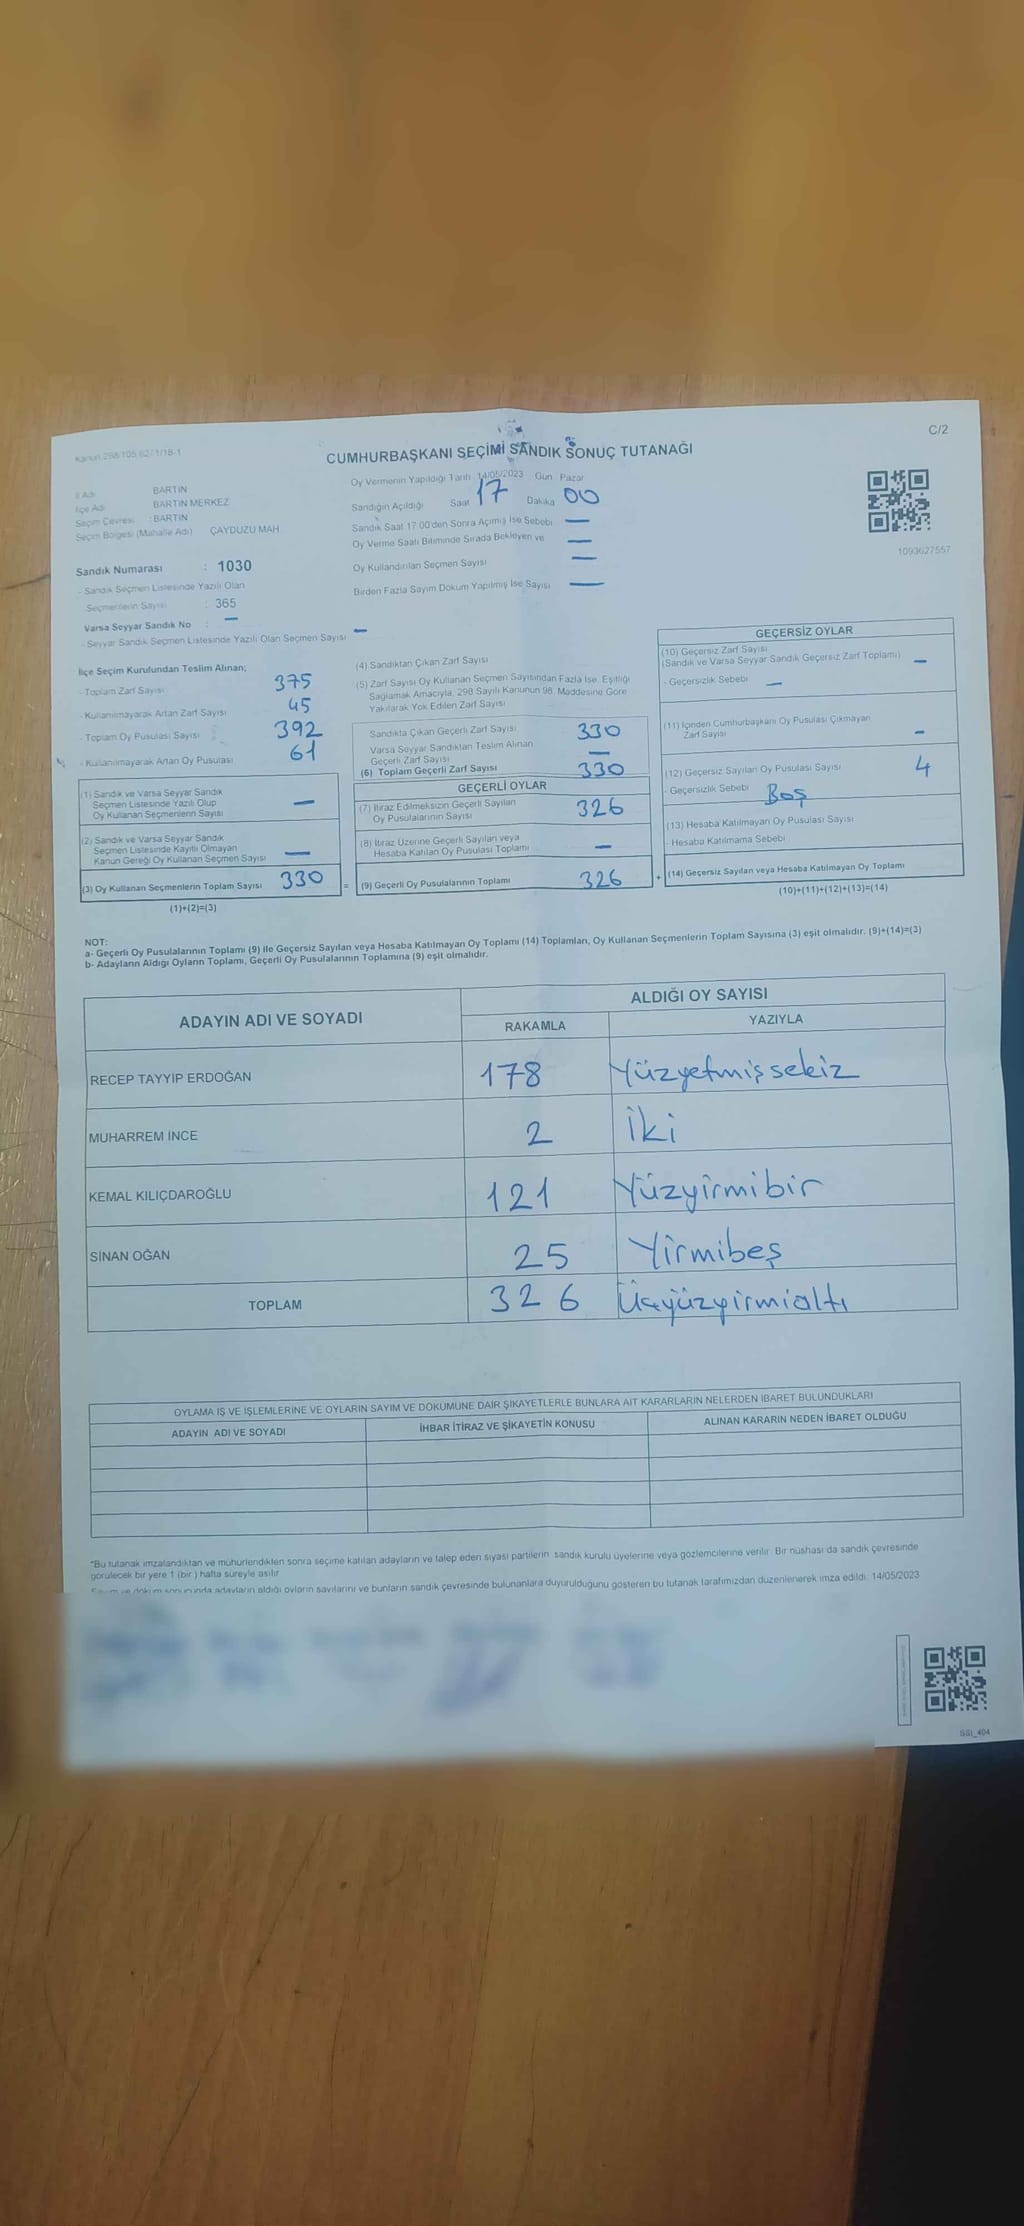 C/2
Kanun 298/105,6271/18-1
CUMHURBAŞKANI SEÇİMİ SANDIK SONUÇ TUTANAĞI
İl Adı BARTIN
İlçe Adı BARTIN MERKEZ
Seçim Çevresi : BARTIN
Seçim Bölgesi (Mahalle Adı) ÇAYDÜZÜ MAH
Oy Vermenin Yapıldığı Tarih 14/05/2023 Gün Pazar
Sandığın Açıldığı Saat 17 Dakika 00
Sandık Saat 17:00'den Sonra Açılmış İse Sebebi —
Oy Verme Saati Bitiminde Sırada Bekleyen ve —
Oy Kullandırılan Seçmen Sayısı —
Birden Fazla Sayım Döküm Yapılmış İse Sayısı —
1093627557
Sandık Numarası : 1030
- Sandık Seçmen Listesinde Yazılı Olan
Seçmenlerin Sayısı : 365
Varsa Seyyar Sandık No : —
- Seyyar Sandık Seçmen Listesinde Yazılı Olan Seçmen Sayısı —
İlçe Seçim Kurulundan Teslim Alınan;
- Toplam Zarf Sayısı 375
- Kullanılmayarak Artan Zarf Sayısı 45
- Toplam Oy Pusulası Sayısı : 392
- Kullanılmayarak Artan Oy Pusulası 61
(1) Sandık ve Varsa Seyyar Sandık
Seçmen Listesinde Yazılı Olup
Oy Kullanan Seçmenlerin Sayısı —
(2) Sandık ve Varsa Seyyar Sandık
Seçmen Listesinde Kayıtlı Olmayan
Kanun Gereği Oy Kullanan Seçmen Sayısı —
(3) Oy Kullanan Seçmenlerin Toplam Sayısı 330
(1)+(2)=(3)
(4) Sandıktan Çıkan Zarf Sayısı
(5) Zarf Sayısı Oy Kullanan Seçmen Sayısından Fazla İse, Eşitliği
Sağlamak Amacıyla, 298 Sayılı Kanunun 98. Maddesine Göre
Yakılarak Yok Edilen Zarf Sayısı
Sandıkta Çıkan Geçerli Zarf Sayısı 330
Varsa Seyyar Sandıktan Teslim Alınan
Geçerli Zarf Sayısı —
(6) Toplam Geçerli Zarf Sayısı 330
GEÇERLİ OYLAR
(7) İtiraz Edilmeksizin Geçerli Sayılan
Oy Pusulalarının Sayısı 326
(8) İtiraz Üzerine Geçerli Sayılan veya
Hesaba Katılan Oy Pusulası Toplamı —
= (9) Geçerli Oy Pusulalarının Toplamı 326
GEÇERSİZ OYLAR
(10) Geçersiz Zarf Sayısı
(Sandık ve Varsa Seyyar Sandık Geçersiz Zarf Toplamı) —
- Geçersizlik Sebebi —
(11) İçinden Cumhurbaşkanı Oy Pusulası Çıkmayan
Zarf Sayısı —
(12) Geçersiz Sayılan Oy Pusulası Sayısı 4
- Geçersizlik Sebebi Boş
(13) Hesaba Katılmayan Oy Pusulası Sayısı
- Hesaba Katılmama Sebebi
+ (14) Geçersiz Sayılan veya Hesaba Katılmayan Oy Toplamı
(10)+(11)+(12)+(13)=(14)
NOT:
a- Geçerli Oy Pusulalarının Toplamı (9) ile Geçersiz Sayılan veya Hesaba Katılmayan Oy Toplamı (14) Toplamları, Oy Kullanan Seçmenlerin Toplam Sayısına (3) eşit olmalıdır. (9)+(14)=(3)
b- Adayların Aldığı Oyların Toplamı, Geçerli Oy Pusulalarının Toplamına (9) eşit olmalıdır.
ADAYIN ADI VE SOYADI
ALDIĞI OY SAYISI
RAKAMLA YAZIYLA
RECEP TAYYİP ERDOĞAN 178 Yüzyetmişsekiz
MUHARREM İNCE 2 İki
KEMAL KILIÇDAROĞLU 121 Yüzyirmibir
SİNAN OĞAN 25 Yirmibeş
TOPLAM 326 Üçyüzyirmialtı
OYLAMA İŞ VE İŞLEMLERİNE VE OYLARIN SAYIM VE DÖKÜMÜNE DAİR ŞİKAYETLERLE BUNLARA AİT KARARLARIN NELERDEN İBARET BULUNDUKLARI
ADAYIN ADI VE SOYADI İHBAR İTİRAZ VE ŞİKAYETİN KONUSU ALINAN KARARIN NEDEN İBARET OLDUĞU
*Bu tutanak imzalandıktan ve mühürlendikten sonra seçime katılan adayların ve talep eden siyasi partilerin sandık kurulu üyelerine veya gözlemcilerine verilir. Bir nüshası da sandık çevresinde
görülecek bir yere 1 (bir) hafta süreyle asılır.
Sayım ve döküm sonucunda adayların aldığı oyların sayılarını ve bunların sandık çevresinde bulunanlara duyurulduğunu gösteren bu tutanak tarafımızdan düzenlenerek imza edildi. 14/05/2023
SSI_404